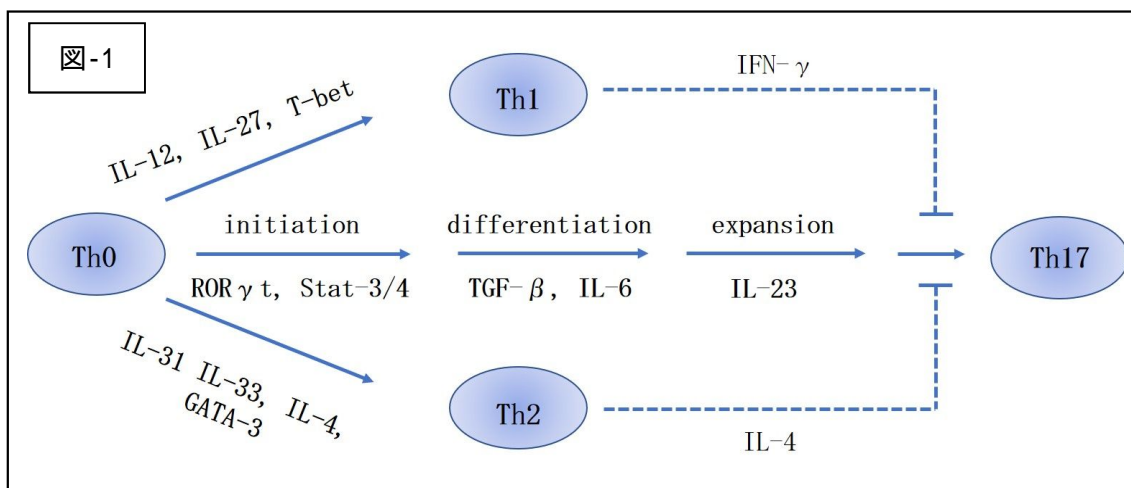 図-1
IL-12, IL-27, T-bet
Th1
IFN-γ
Th0
initiation
RORγt, Stat-3/4
differentiation
TGF-β, IL-6
expansion
IL-23
Th17
IL-31 IL-33, IL-4,
GATA-3
Th2
IL-4